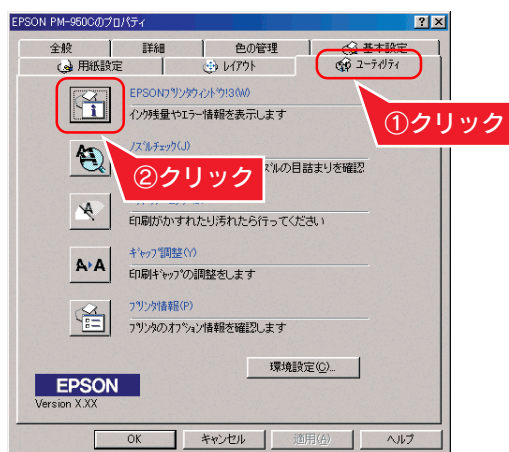 EPSON PM-950Cのプロパティ
全般 詳細 色の管理 基本設定
用紙設定 レイアウト ユーティリティ
EPSONプリンタウィンドウ!3(W)
インク残量やエラー情報を表示します
①クリック
ノズルチェック(J)
②クリック
ズルの目詰まりを確認
印刷がかすれたり汚れたら行ってください
ギャップ調整(Y)
印刷ギャップの調整をします
プリンタ情報(P)
プリンタのオプション情報を確認します
環境設定(C)...
EPSON
Version X.XX
OK キャンセル 適用(A) ヘルプ